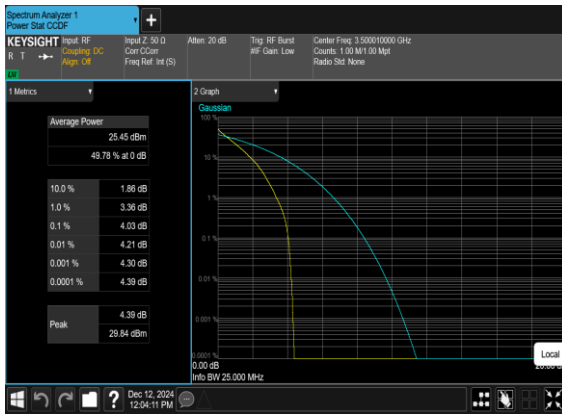 Spectrum Analyzer 1
Power Stat CCDF
KEYSIGHT
R T
LXI
Input: RF
Coupling: DC
Align: Off
Input Z: 50 Ω
Corr CCorr
Freq Ref: Int (S)
Atten: 20 dB
Trig: RF Burst
#IF Gain: Low
Center Freq: 3.500010000 GHz
Counts: 1.00 M/1.00 Mpt
Radio Std: None
1 Metrics
Average Power
25.45 dBm
49.78 % at 0 dB
10.0 % 1.86 dB
1.0 % 3.36 dB
0.1 % 4.03 dB
0.01 % 4.21 dB
0.001 % 4.30 dB
0.0001 % 4.39 dB
Peak 4.39 dB
29.84 dBm
2 Graph
Gaussian
100 %
10 %
1 %
0.1 %
0.01 %
0.001 %
0.0001 %
0.00 dB
Info BW 25.000 MHz
Local
?
Dec 12, 2024
12:04:11 PM